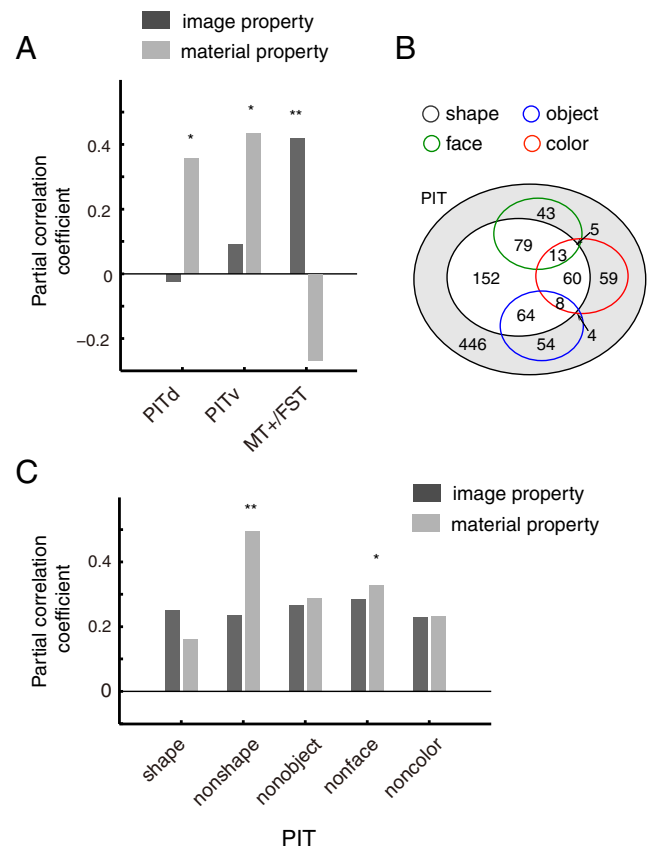 image property
A
material property
B
Partial correlation
coefficient
0.4
0.2
0
−0.2
*
*
**
PITd
PITv
MT+/FST
shape
object
face
color
PIT
43
5
79
13
152
60
59
8
64
446
54
4
C
image property
material property
Partial correlation
coefficient
0.4
0.2
0
**
*
shape
nonshape
nonobject
nonface
noncolor
PIT